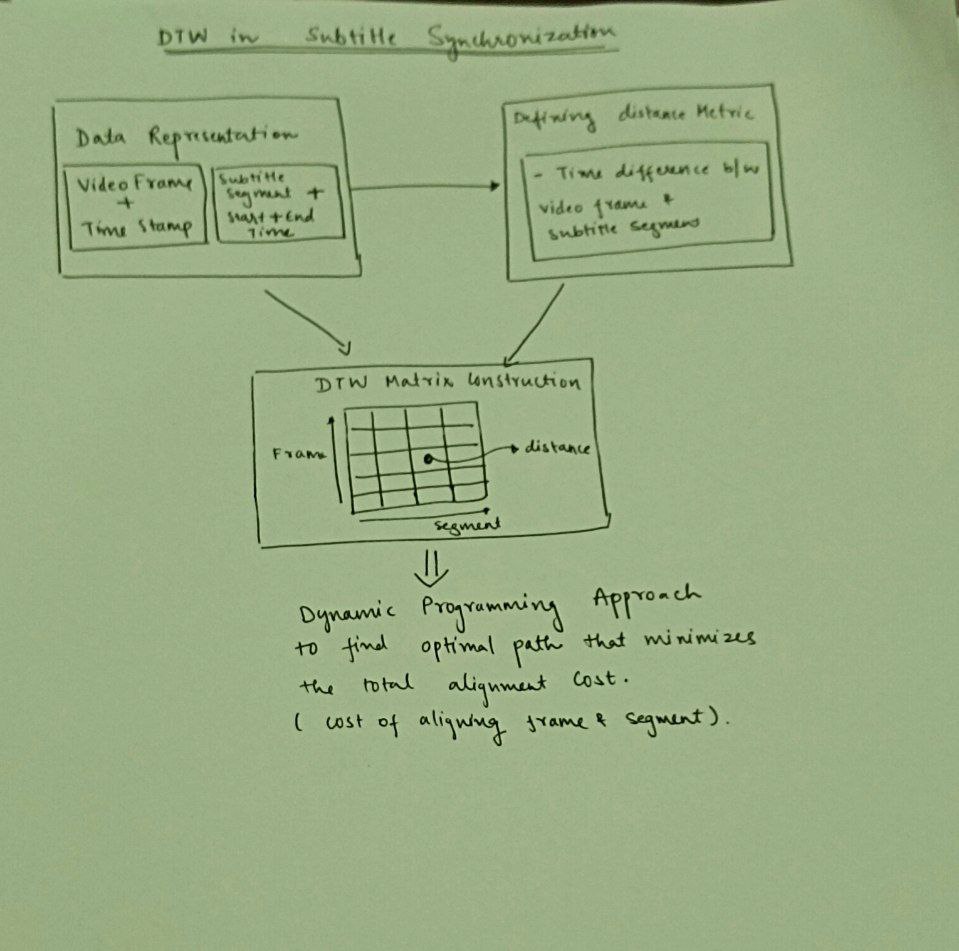 DTW in Subtitle Synchronization
Data Representation
Video Frame
+
Time Stamp
Subtitle
segment +
Start + End
Time
Defining distance Metric
- Time difference b/w
video frame &
subtitle segment
DTW Matrix Construction
Frame
distance
segment
Dynamic Programming Approach
to find optimal path that minimizes
the total alignment cost.
( cost of aligning frame & segment).